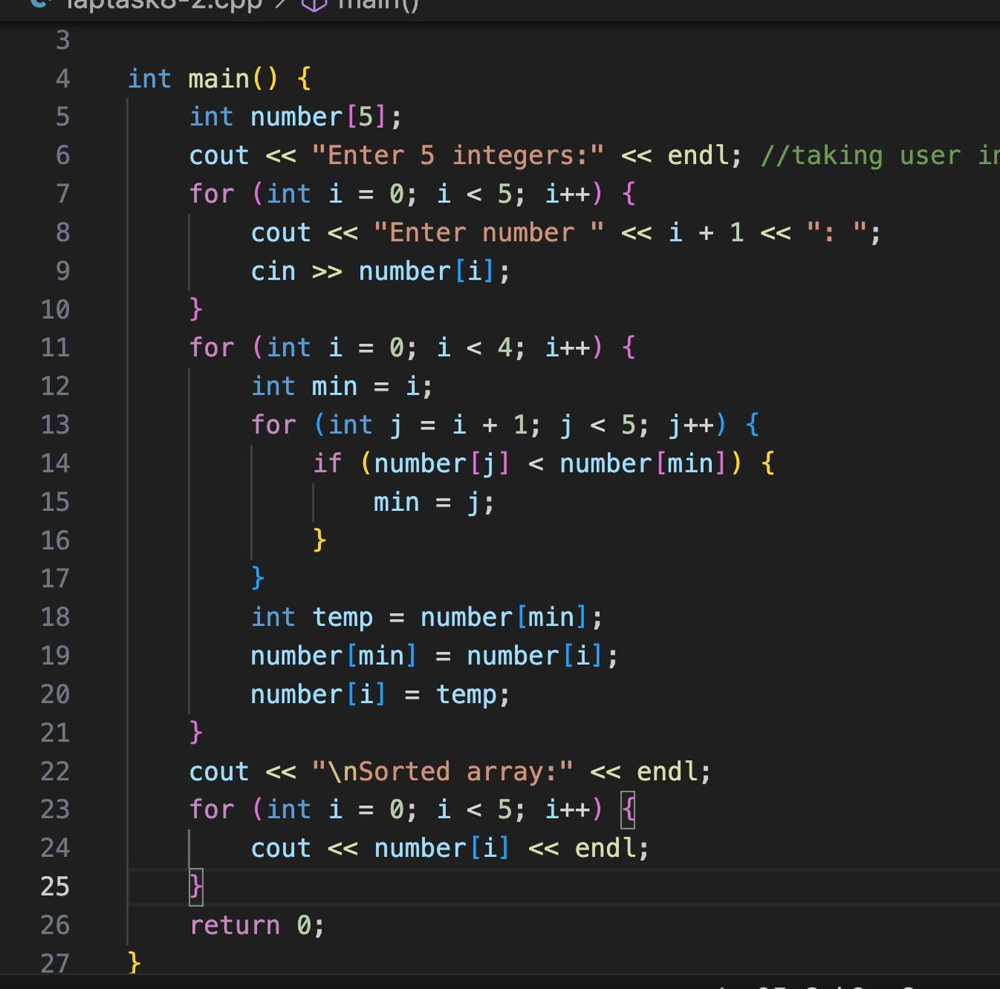 laptask8-2.cpp > main()
3
4 int main() {
5 int number[5];
6 cout << "Enter 5 integers:" << endl; //taking user
7 for (int i = 0; i < 5; i++) {
8 cout << "Enter number " << i + 1 << ": ";
9 cin >> number[i];
10 }
11 for (int i = 0; i < 4; i++) {
12 int min = i;
13 for (int j = i + 1; j < 5; j++) {
14 if (number[j] < number[min]) {
15 min = j;
16 }
17 }
18 int temp = number[min];
19 number[min] = number[i];
20 number[i] = temp;
21 }
22 cout << "\nSorted array:" << endl;
23 for (int i = 0; i < 5; i++) {
24 cout << number[i] << endl;
25 }
26 return 0;
27 }